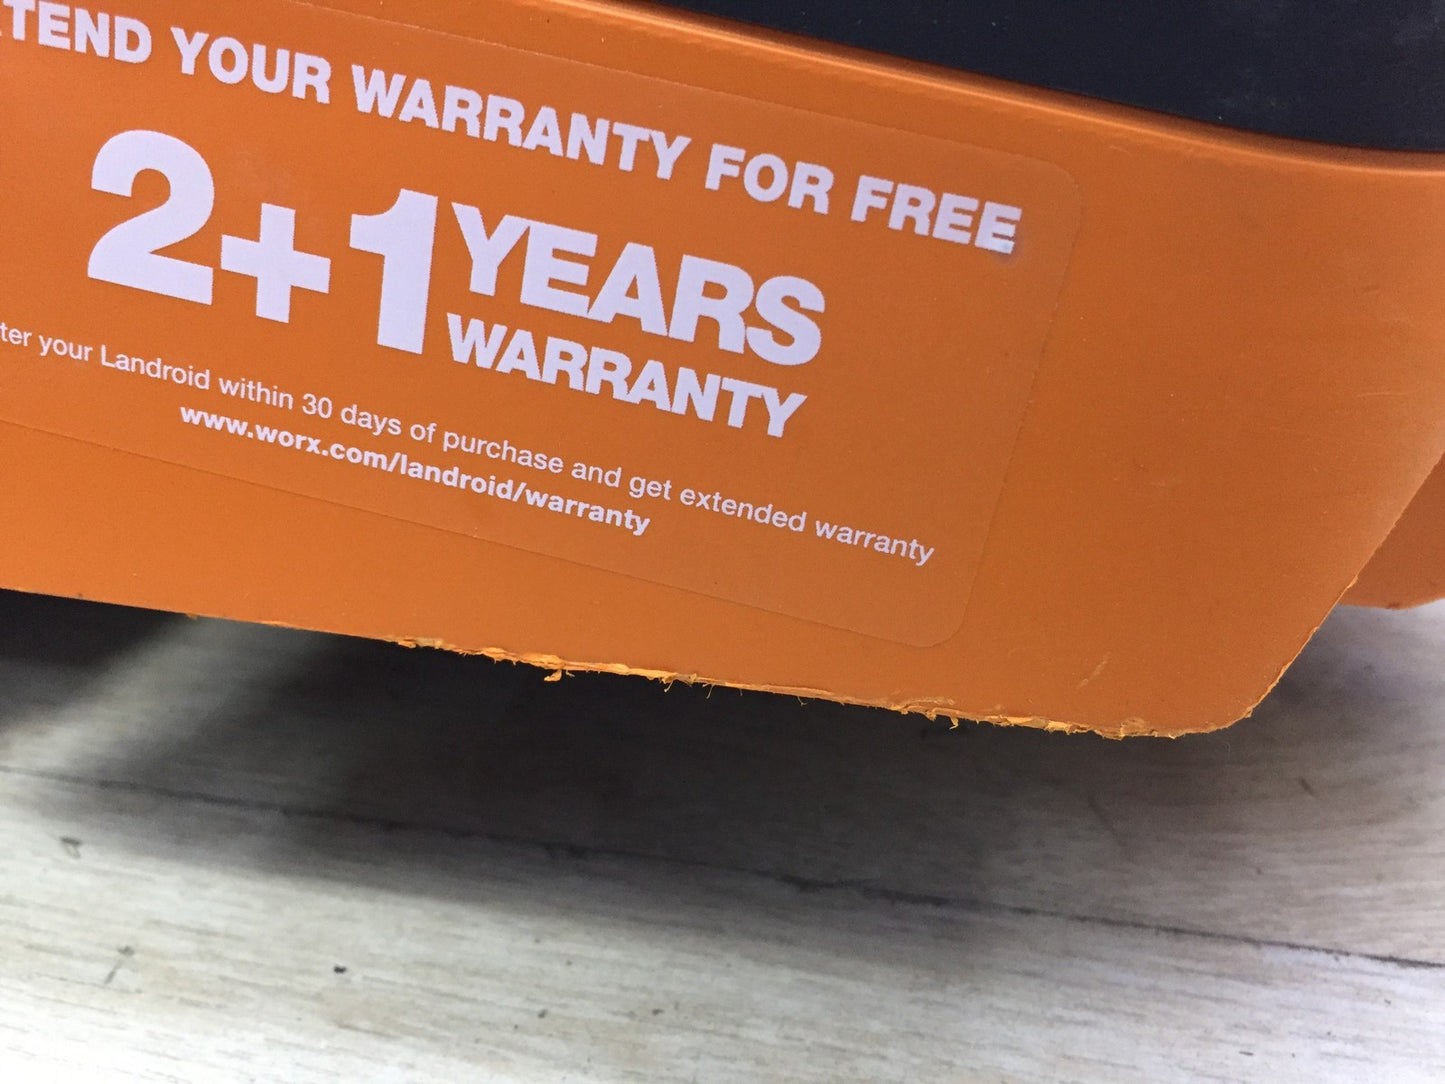 TEND YOUR WARRANTY FOR FREE
2+1 YEARS
WARRANTY
ter your Landroid within 30 days of purchase and get extended warranty
www.worx.com/landroid/warranty